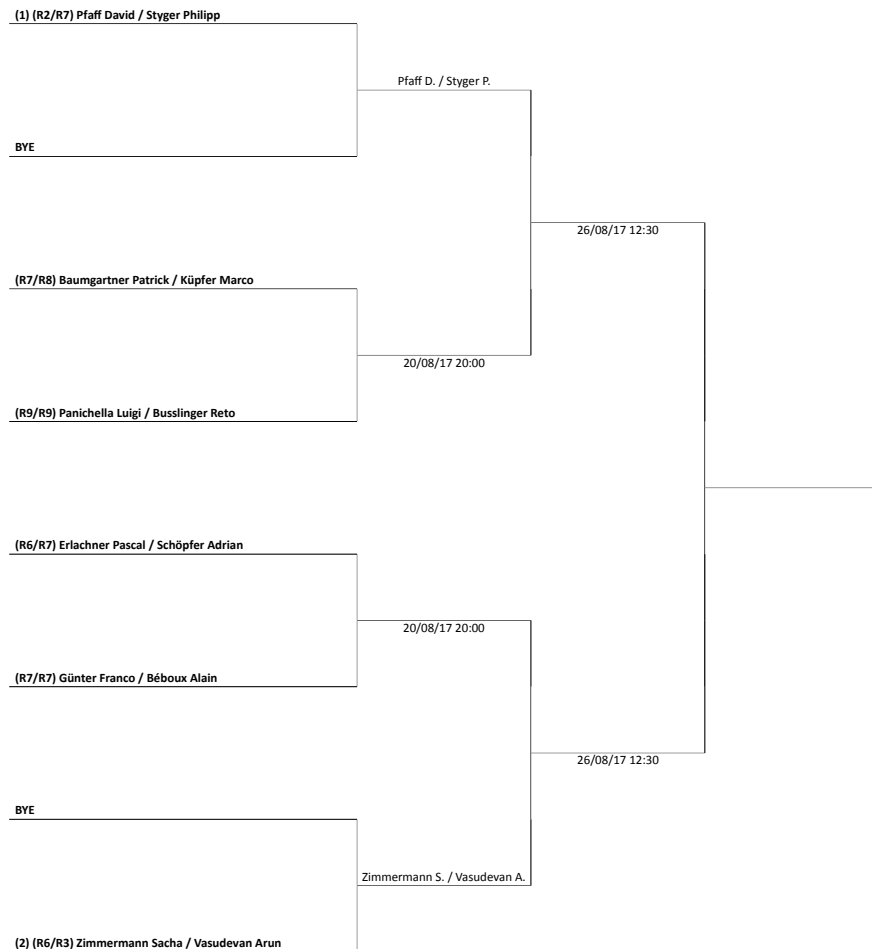 (1) (R2/R7) Pfaff David / Styger Philipp
Pfaff D. / Styger P.
BYE
26/08/17 12:30
(R7/R8) Baumgartner Patrick / Küpfer Marco
20/08/17 20:00
(R9/R9) Panichella Luigi / Busslinger Reto
(R6/R7) Erlachner Pascal / Schöpfer Adrian
20/08/17 20:00
(R7/R7) Günter Franco / Béboux Alain
26/08/17 12:30
BYE
Zimmermann S. / Vasudevan A.
(2) (R6/R3) Zimmermann Sacha / Vasudevan Arun